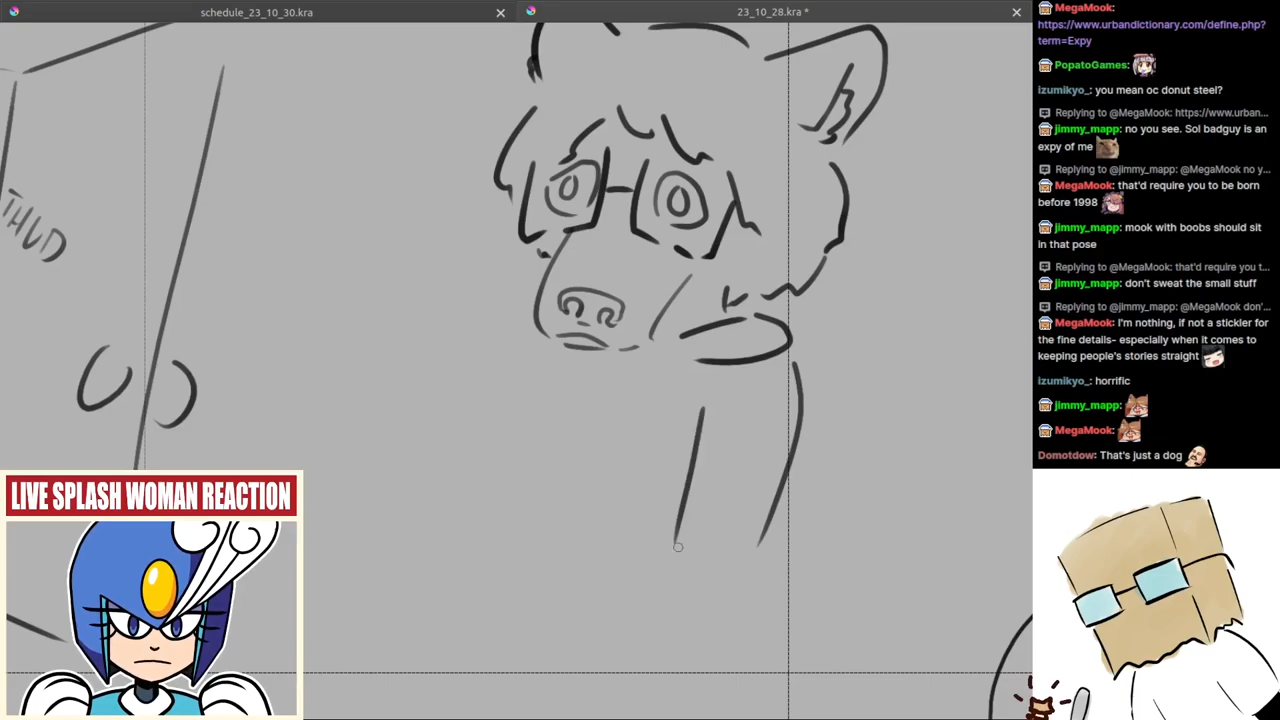 schedule_23_10_30.kra
23_10_28.kra *
THUD
LIVE SPLASH WOMAN REACTION
MegaMook:
https://www.urbandictionary.com/define.php?
term=Expy
PopatoGames:
izumikyo_: you mean oc donut steel?
Replying to @MegaMook: https://www.urban...
jimmy_mapp: no you see. Sol badguy is an
expy of me
Replying to @jimmy_mapp: @MegaMook no y...
MegaMook: that'd require you to be born
before 1998
jimmy_mapp: mook with boobs should sit
in that pose
Replying to @MegaMook: that'd require you t...
jimmy_mapp: don't sweat the small stuff
Replying to @jimmy_mapp: @MegaMook don'...
MegaMook: I'm nothing, if not a stickler for
the fine details- especially when it comes to
keeping people's stories straight
izumikyo_: horrific
jimmy_mapp:
MegaMook:
Domotdow: That's just a dog